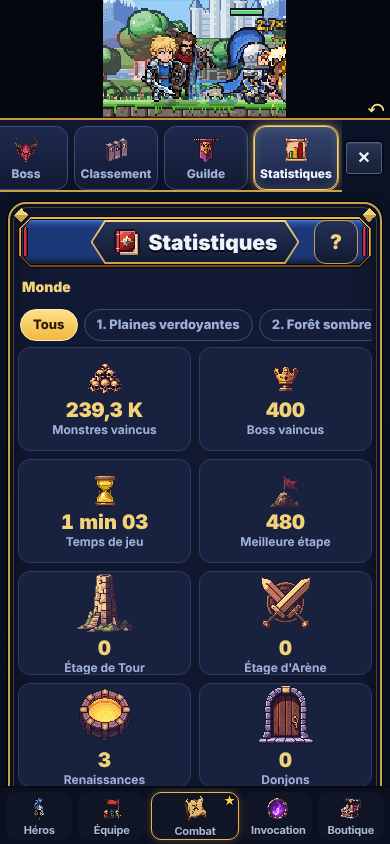 2.7×
Boss
Classement
Guilde
Statistiques
✕
Statistiques
?
Monde
Tous
1. Plaines verdoyantes
2. Forêt sombre
239,3 K
Monstres vaincus
400
Boss vaincus
1 min 03
Temps de jeu
480
Meilleure étape
0
Étage de Tour
0
Étage d'Arène
3
Renaissances
0
Donjons
Héros
Équipe
Combat
Invocation
Boutique